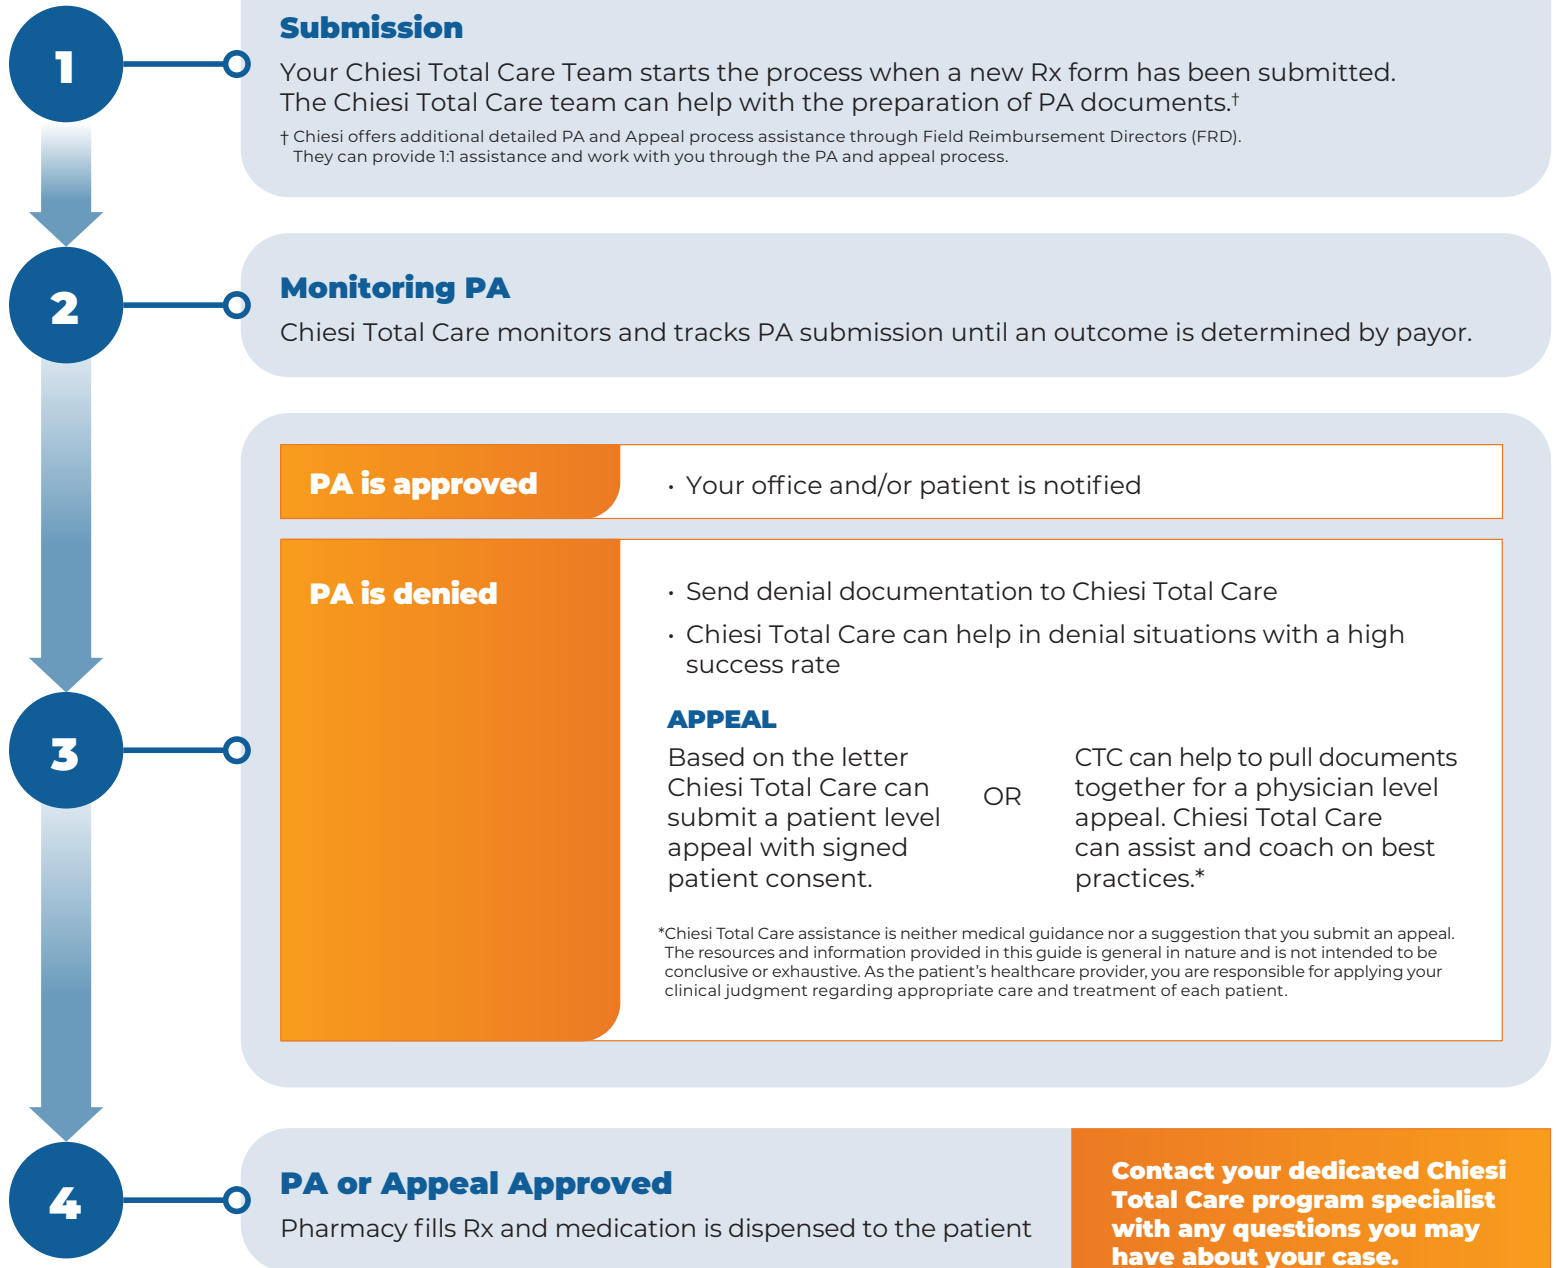 1
Submission
Your Chiesi Total Care Team starts the process when a new Rx form has been submitted.
The Chiesi Total Care team can help with the preparation of PA documents.†
† Chiesi offers additional detailed PA and Appeal process assistance through Field Reimbursement Directors (FRD).
They can provide 1:1 assistance and work with you through the PA and appeal process.
2
Monitoring PA
Chiesi Total Care monitors and tracks PA submission until an outcome is determined by payor.
3
PA is approved
• Your office and/or patient is notified
PA is denied
• Send denial documentation to Chiesi Total Care
• Chiesi Total Care can help in denial situations with a high
success rate
APPEAL
Based on the letter
Chiesi Total Care can
submit a patient level
appeal with signed
patient consent.
OR
CTC can help to pull documents
together for a physician level
appeal. Chiesi Total Care
can assist and coach on best
practices.*
*Chiesi Total Care assistance is neither medical guidance nor a suggestion that you submit an appeal.
The resources and information provided in this guide is general in nature and is not intended to be
conclusive or exhaustive. As the patient's healthcare provider, you are responsible for applying your
clinical judgment regarding appropriate care and treatment of each patient.
4
PA or Appeal Approved
Pharmacy fills Rx and medication is dispensed to the patient
Contact your dedicated Chiesi
Total Care program specialist
with any questions you may
have about your case.